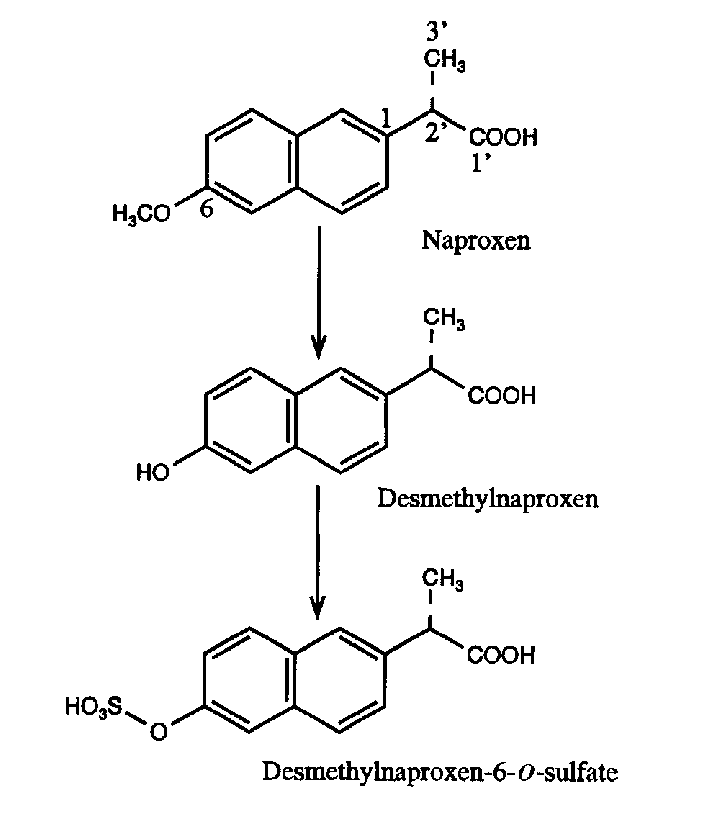 3'
CH₃
1
2'
COOH
1'
H₃CO
6
Naproxen
CH₃
COOH
HO
Desmethylnaproxen
CH₃
COOH
HO₃S
O
Desmethylnaproxen-6-O-sulfate